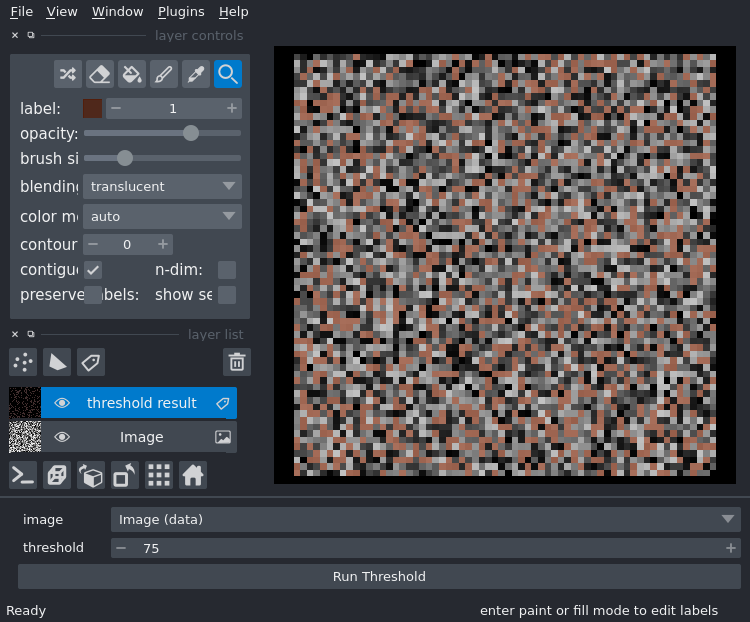 File View Window Plugins Help
layer controls
label: 1
opacity:
brush si
blending translucent
color m auto
contour 0
contigu n-dim:
preserve abels: show se
layer list
threshold result
Image
image Image (data)
threshold 75
Run Threshold
Ready enter paint or fill mode to edit labels